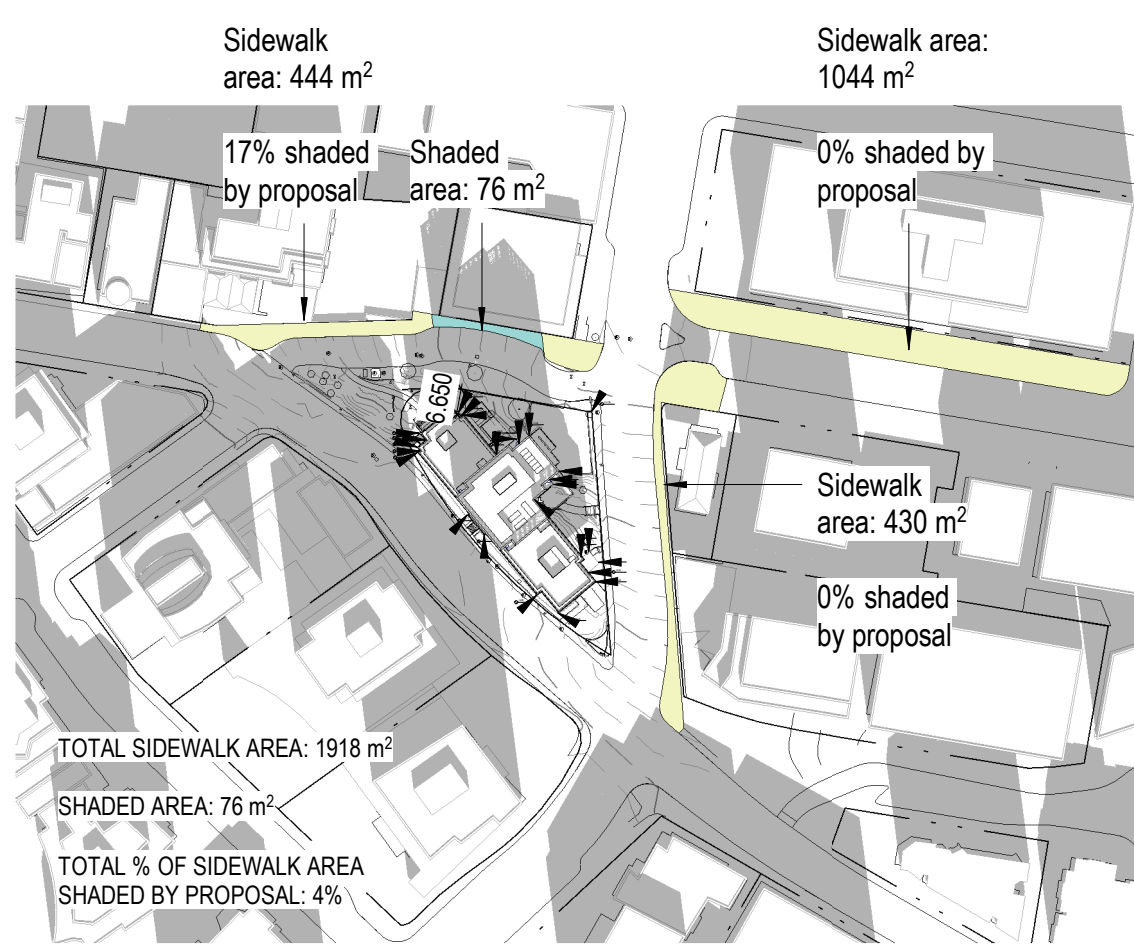 Sidewalk
area: 444 m²
Sidewalk area:
1044 m²
17% shaded
by proposal
Shaded
area: 76 m²
0% shaded by
proposal
6.650
Sidewalk
area: 430 m²
0% shaded
by proposal
TOTAL SIDEWALK AREA: 1918 m²
SHADED AREA: 76 m²
TOTAL % OF SIDEWALK AREA
SHADED BY PROPOSAL: 4%